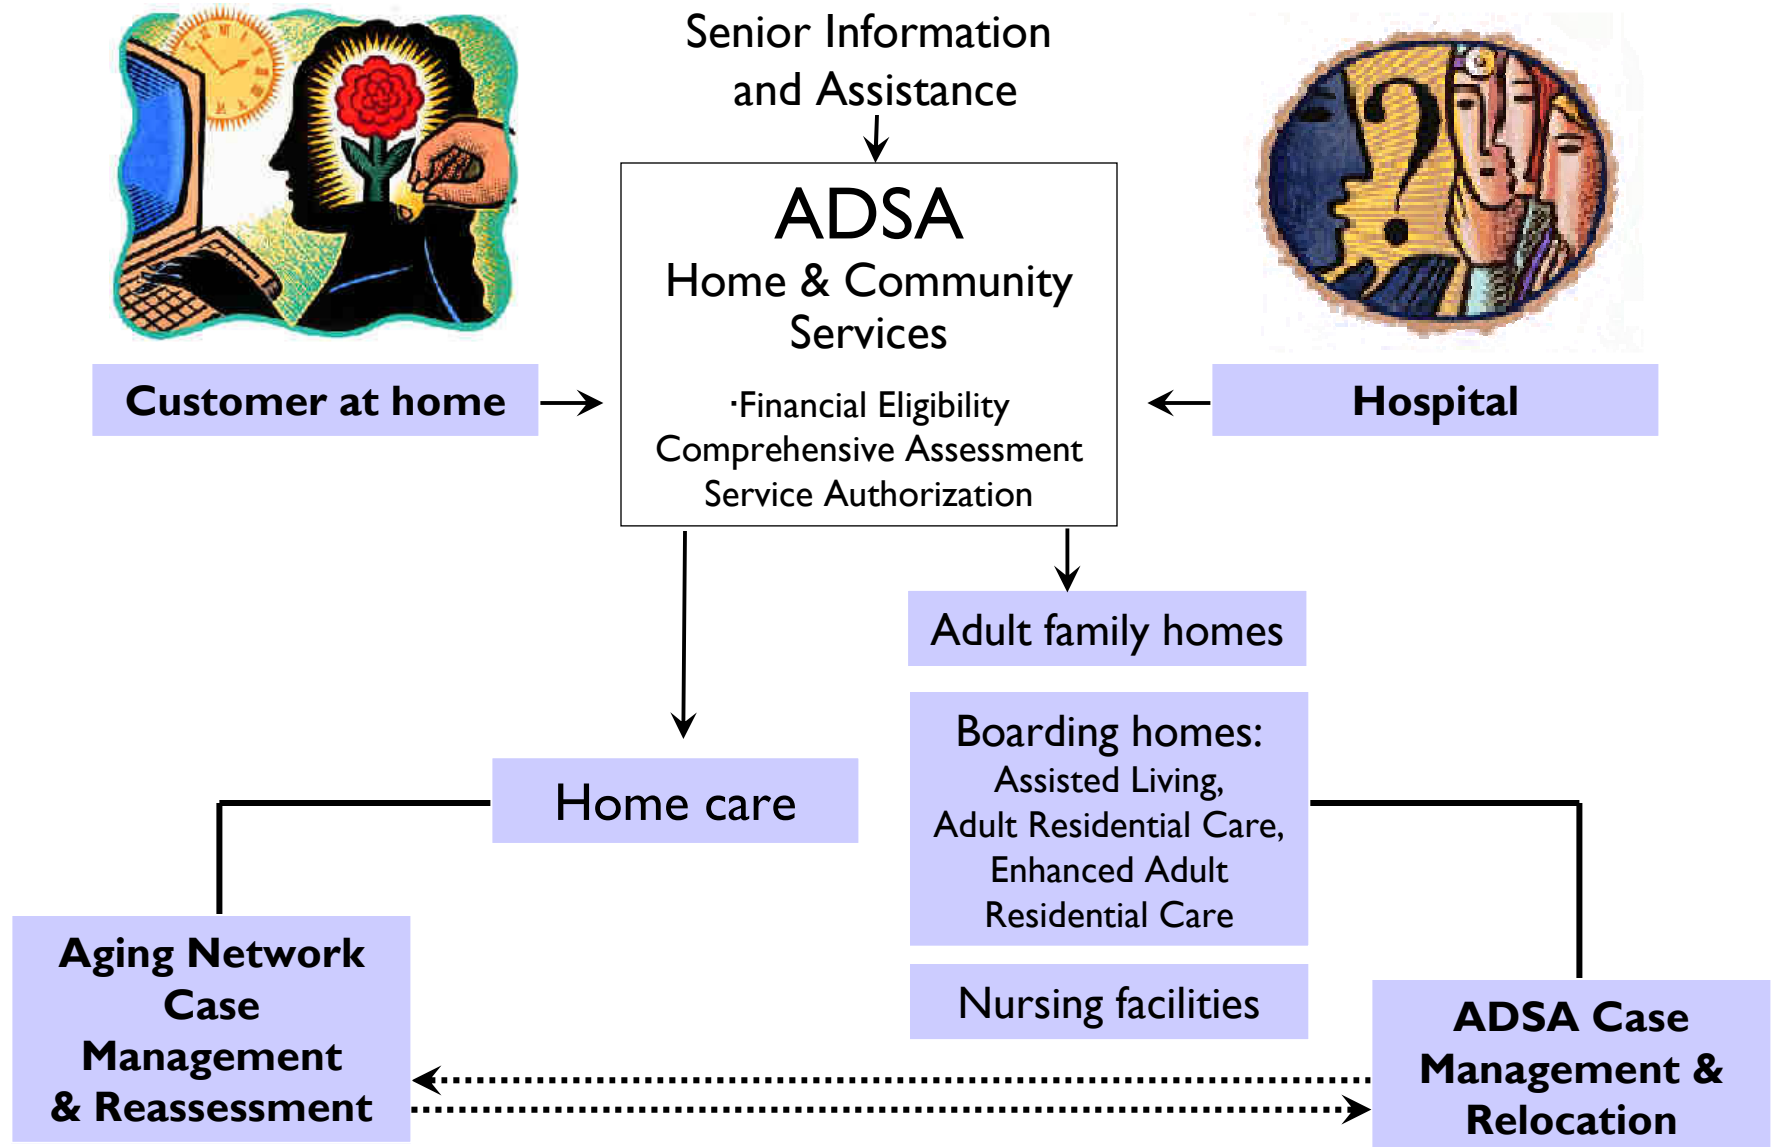 Senior Information
and Assistance
ADSA
Home & Community
Services
·Financial Eligibility
Comprehensive Assessment
Service Authorization
Customer at home
Hospital
Adult family homes
Boarding homes:
Assisted Living,
Adult Residential Care,
Enhanced Adult
Residential Care
Home care
Nursing facilities
Aging Network
Case
Management
& Reassessment
ADSA Case
Management &
Relocation
?